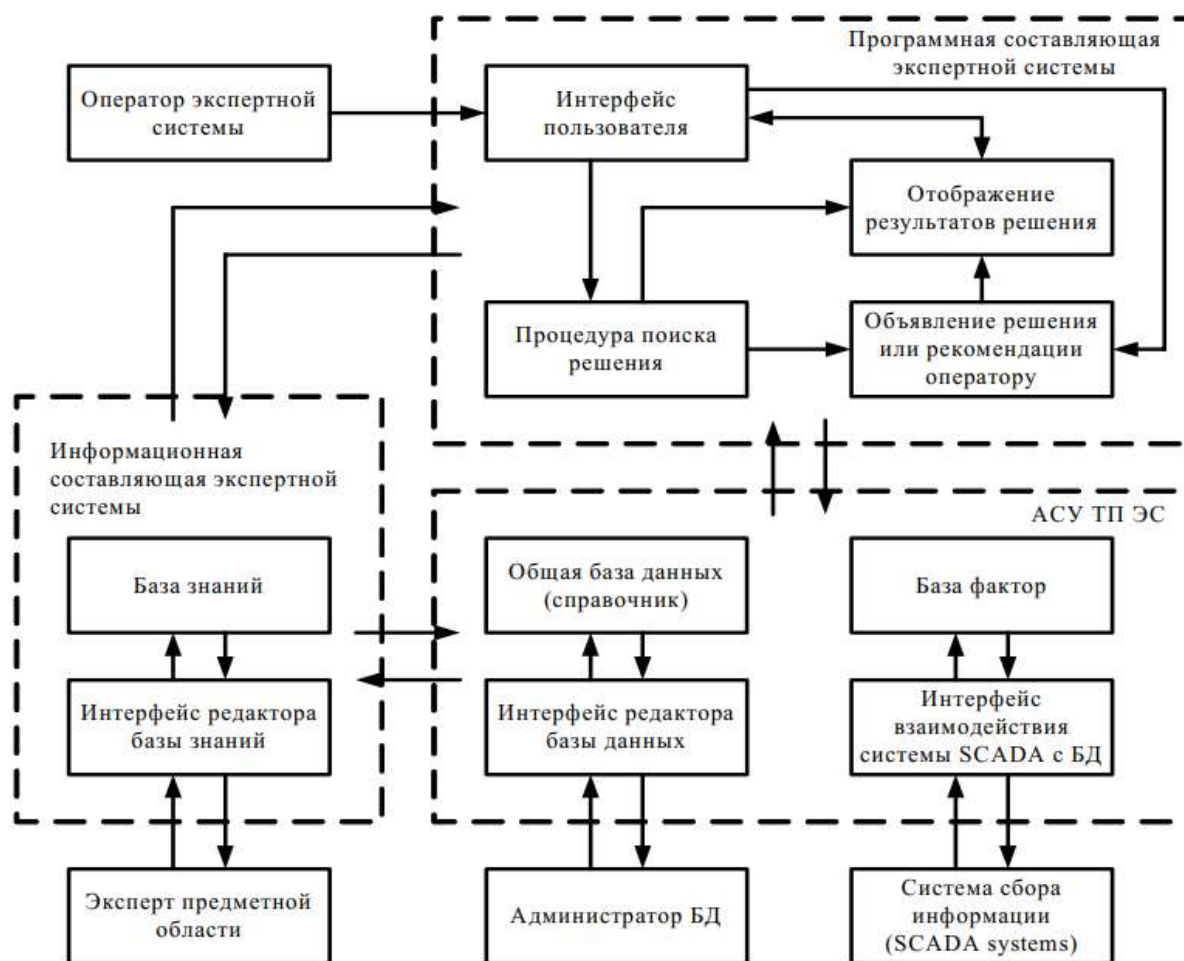 Программная составляющая
экспертной системы
Оператор экспертной
системы
Интерфейс
пользователя
Отображение
результатов решения
Процедура поиска
решения
Объявление решения
или рекомендации
оператору
Информационная
составляющая экспертной
системы
АСУ ТП ЭС
База знаний
Общая база данных
(справочник)
База фактор
Интерфейс редактора
базы знаний
Интерфейс редактора
базы данных
Интерфейс
взаимодействия
системы SCADA с БД
Эксперт предметной
области
Администратор БД
Система сбора
информации
(SCADA systems)